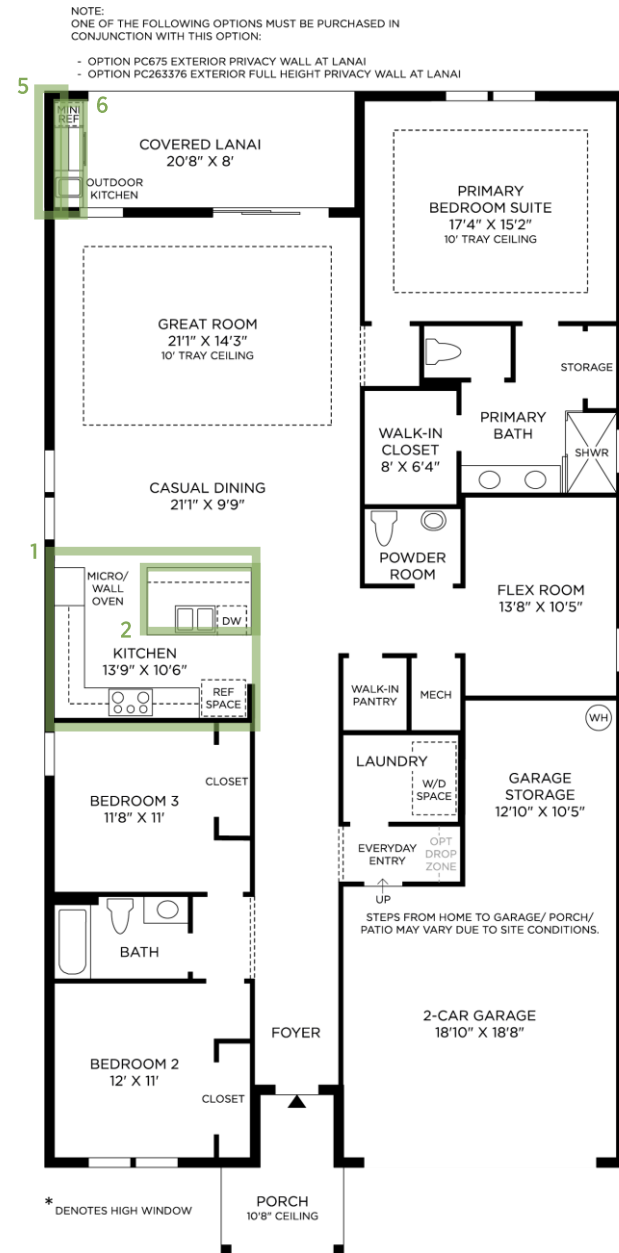 NOTE:
ONE OF THE FOLLOWING OPTIONS MUST BE PURCHASED IN
CONJUNCTION WITH THIS OPTION:
- OPTION PC675 EXTERIOR PRIVACY WALL AT LANAI
- OPTION PC263376 EXTERIOR FULL HEIGHT PRIVACY WALL AT LANAI
5
6
MINI
REF
COVERED LANAI
20'8" X 8'
OUTDOOR
KITCHEN
PRIMARY
BEDROOM SUITE
17'4" X 15'2"
10' TRAY CEILING
GREAT ROOM
21'1" X 14'3"
10' TRAY CEILING
STORAGE
PRIMARY
BATH
WALK-IN
CLOSET
8' X 6'4"
SHWR
CASUAL DINING
21'1" X 9'9"
1
MICRO/
WALL
OVEN
POWDER
ROOM
FLEX ROOM
13'8" X 10'5"
DW
2
KITCHEN
13'9" X 10'6"
REF
SPACE
WALK-IN
PANTRY
MECH
WH
LAUNDRY
W/D
SPACE
GARAGE
STORAGE
12'10" X 10'5"
CLOSET
BEDROOM 3
11'8" X 11'
EVERYDAY
ENTRY
OPT
DROP
ZONE
UP
STEPS FROM HOME TO GARAGE/ PORCH/
PATIO MAY VARY DUE TO SITE CONDITIONS.
BATH
2-CAR GARAGE
18'10" X 18'8"
FOYER
BEDROOM 2
12' X 11'
CLOSET
* DENOTES HIGH WINDOW
PORCH
10'8" CEILING